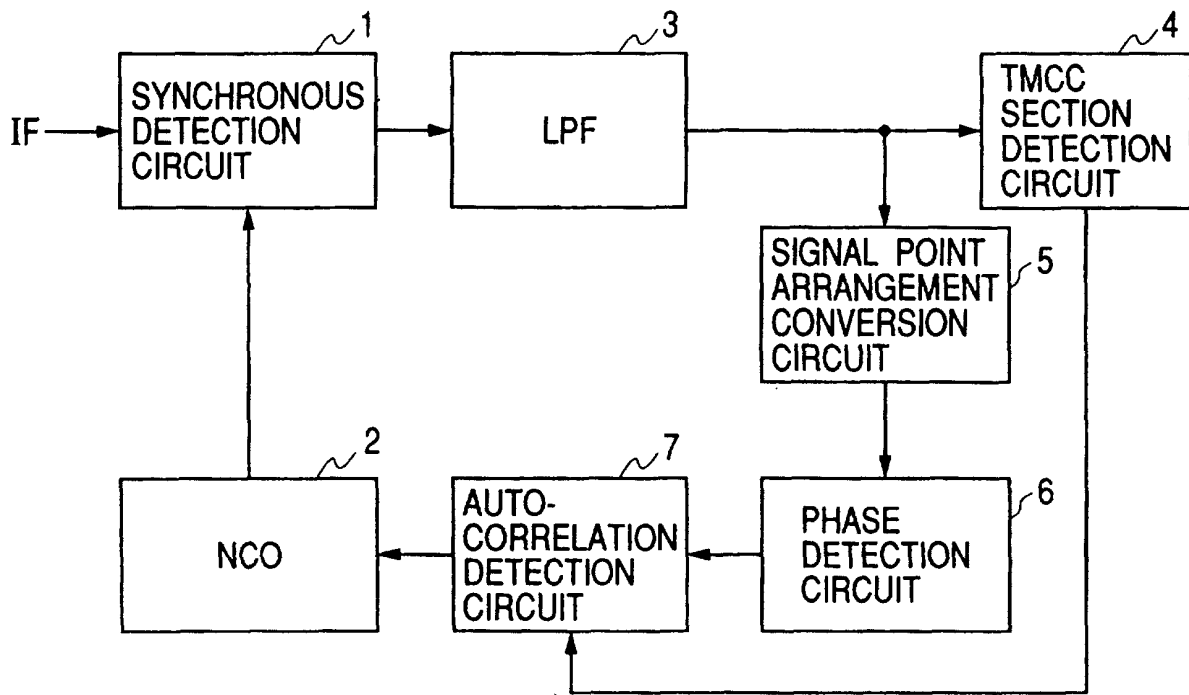 1
SYNCHRONOUS
DETECTION
CIRCUIT
IF
3
LPF
4
TMCC
SECTION
DETECTION
CIRCUIT
SIGNAL POINT
ARRANGEMENT
CONVERSION
CIRCUIT
5
2
NCO
7
AUTO-
CORRELATION
DETECTION
CIRCUIT
6
PHASE
DETECTION
CIRCUIT